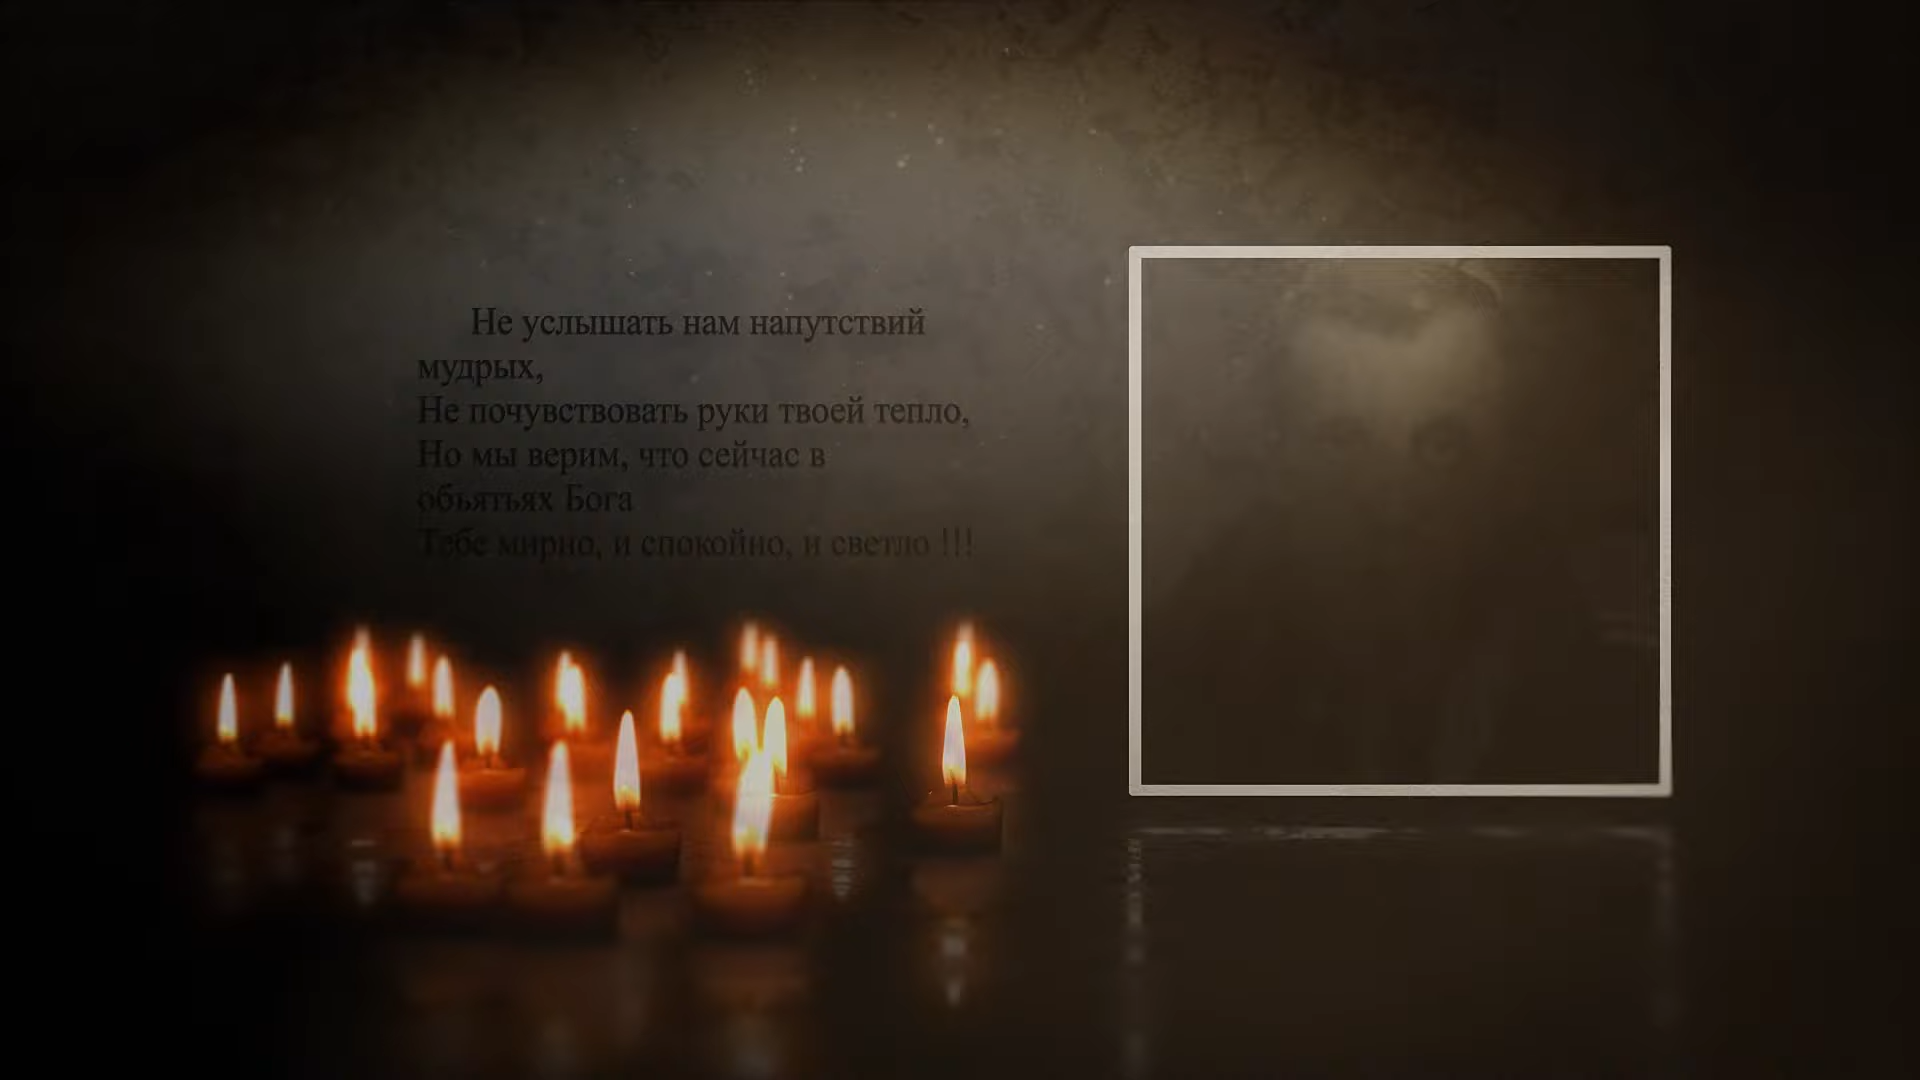 Не услышать нам напутствий
мудрых,
Не почувствовать руки твоей тепло,
Но мы верим, что сейчас в
обьятьях Бога
Тебе мирно, и спокойно, и светло !!!